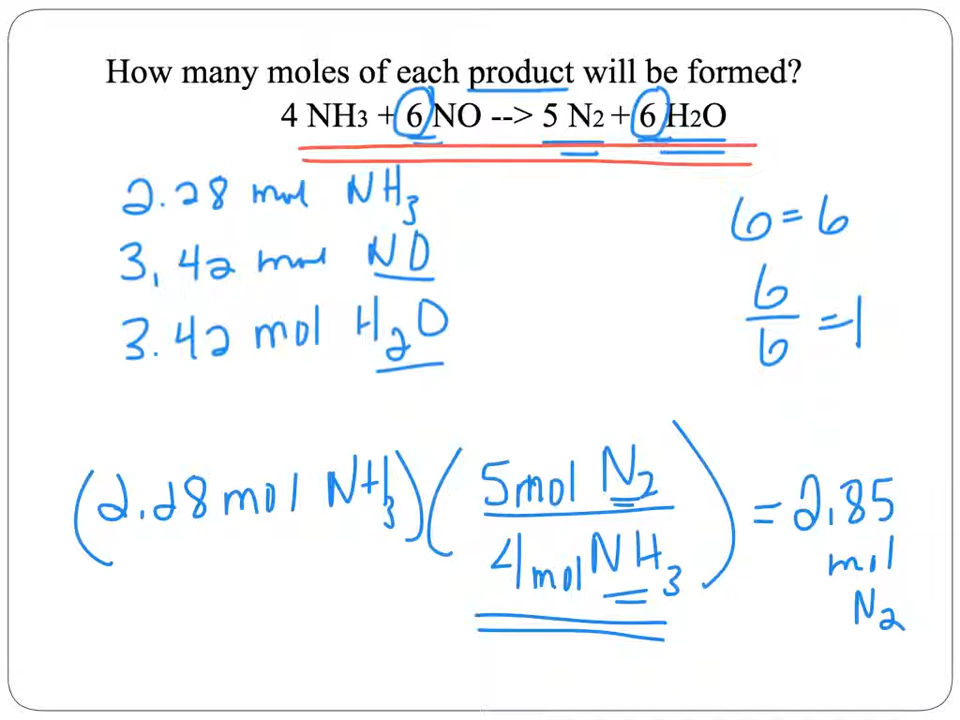 How many moles of each product will be formed?
4 NH3 + 6 NO --> 5 N2 + 6 H2O
2.28 mol NH3
3,42 mol NO
3.42 mol H2O
6 = 6
6
6
=1
(2.28 mol NH3) (5 mol N2
4 mol NH3) = 2.85
mol
N2